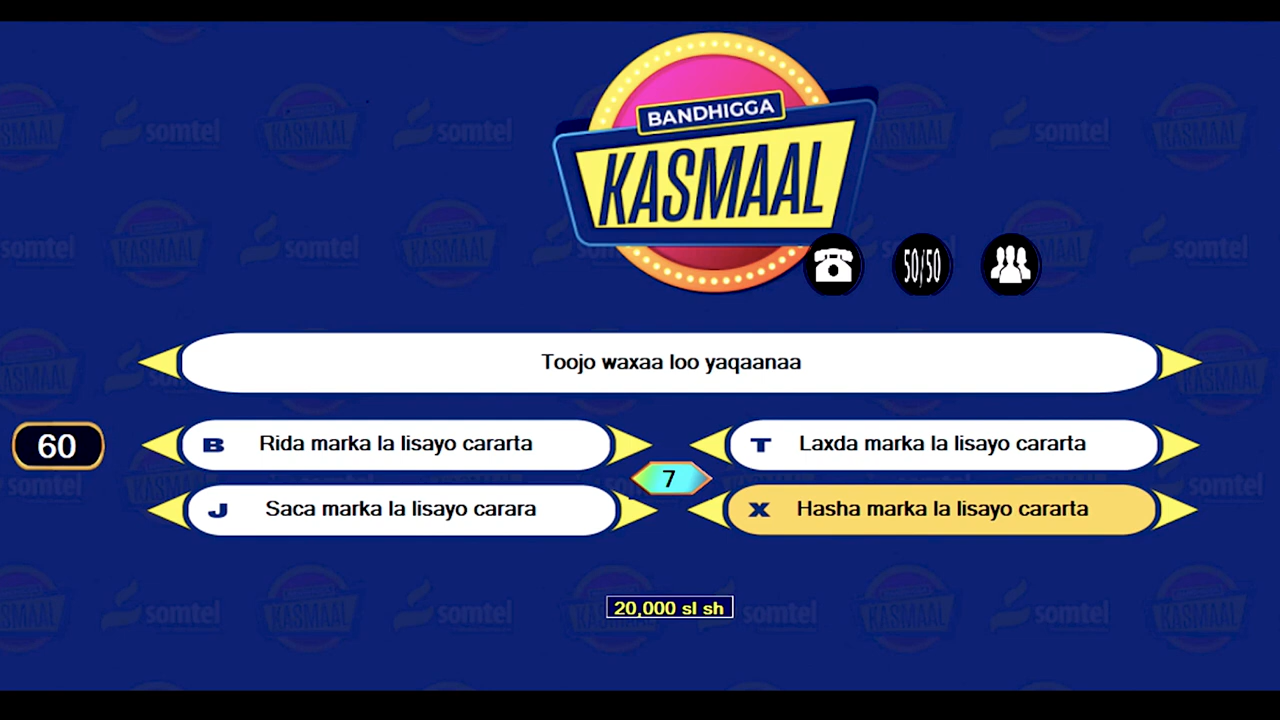 BANDHIGGA
KASMAAL
50/50
Toojo waxaa loo yaqaanaa
60
B Rida marka la lisayo cararta
T Laxda marka la lisayo cararta
7
J Saca marka la lisayo carara
X Hasha marka la lisayo cararta
20,000 sl sh
somtel